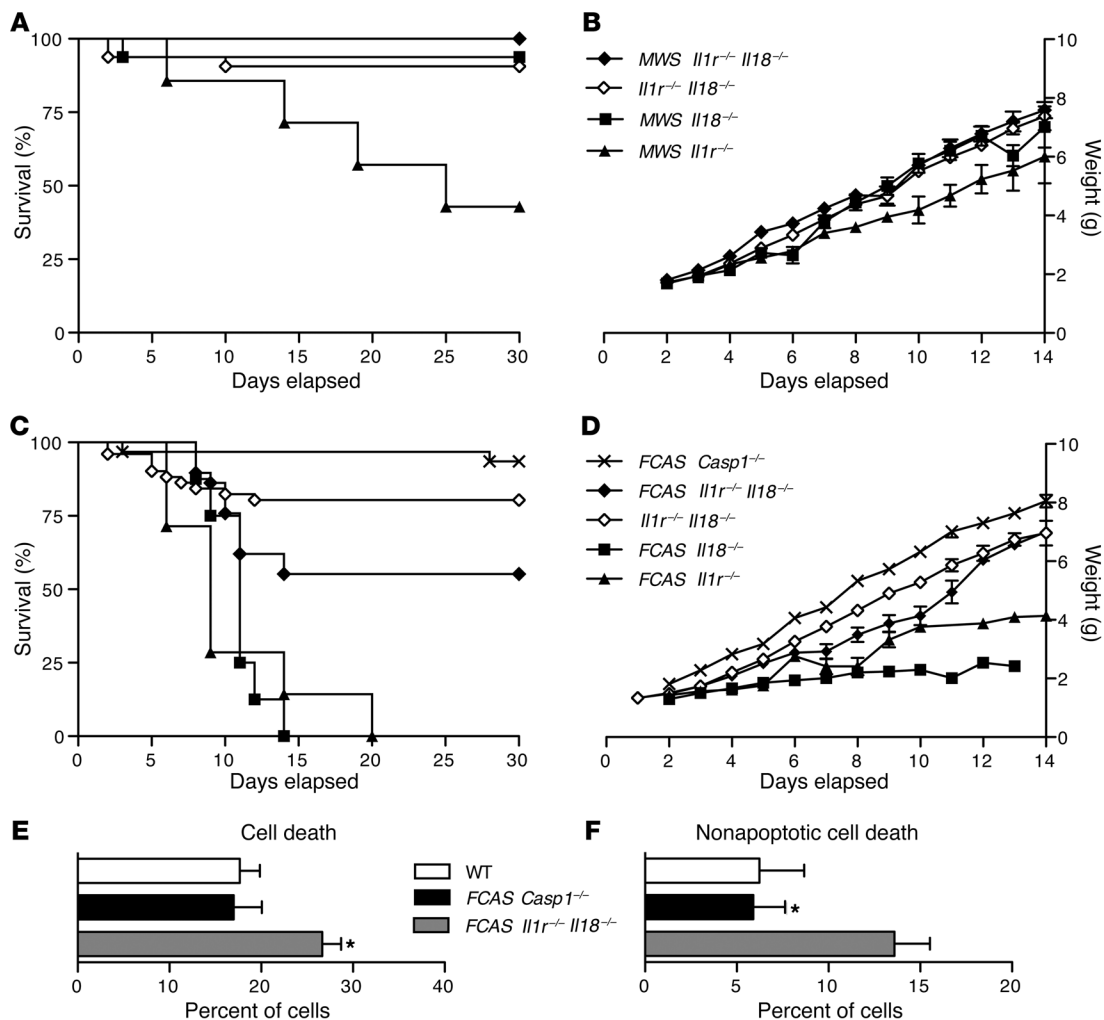 A
100
75
50
25
0
Survival (%)
0 5 10 15 20 25 30
Days elapsed
B
MWS Il1r–/– Il18–/–
Il1r–/– Il18–/–
MWS Il18–/–
MWS Il1r–/–
10
8
6
4
2
0
Weight (g)
0 2 4 6 8 10 12 14
Days elapsed
C
100
75
50
25
0
Survival (%)
0 5 10 15 20 25 30
Days elapsed
D
FCAS Casp1–/–
FCAS Il1r–/– Il18–/–
Il1r–/– Il18–/–
FCAS Il18–/–
FCAS Il1r–/–
10
8
6
4
2
0
Weight (g)
0 2 4 6 8 10 12 14
Days elapsed
E
Cell death
WT
FCAS Casp1–/–
FCAS Il1r–/– Il18–/–
*
0 10 20 30 40
Percent of cells
F
Nonapoptotic cell death
*
0 5 10 15 20
Percent of cells